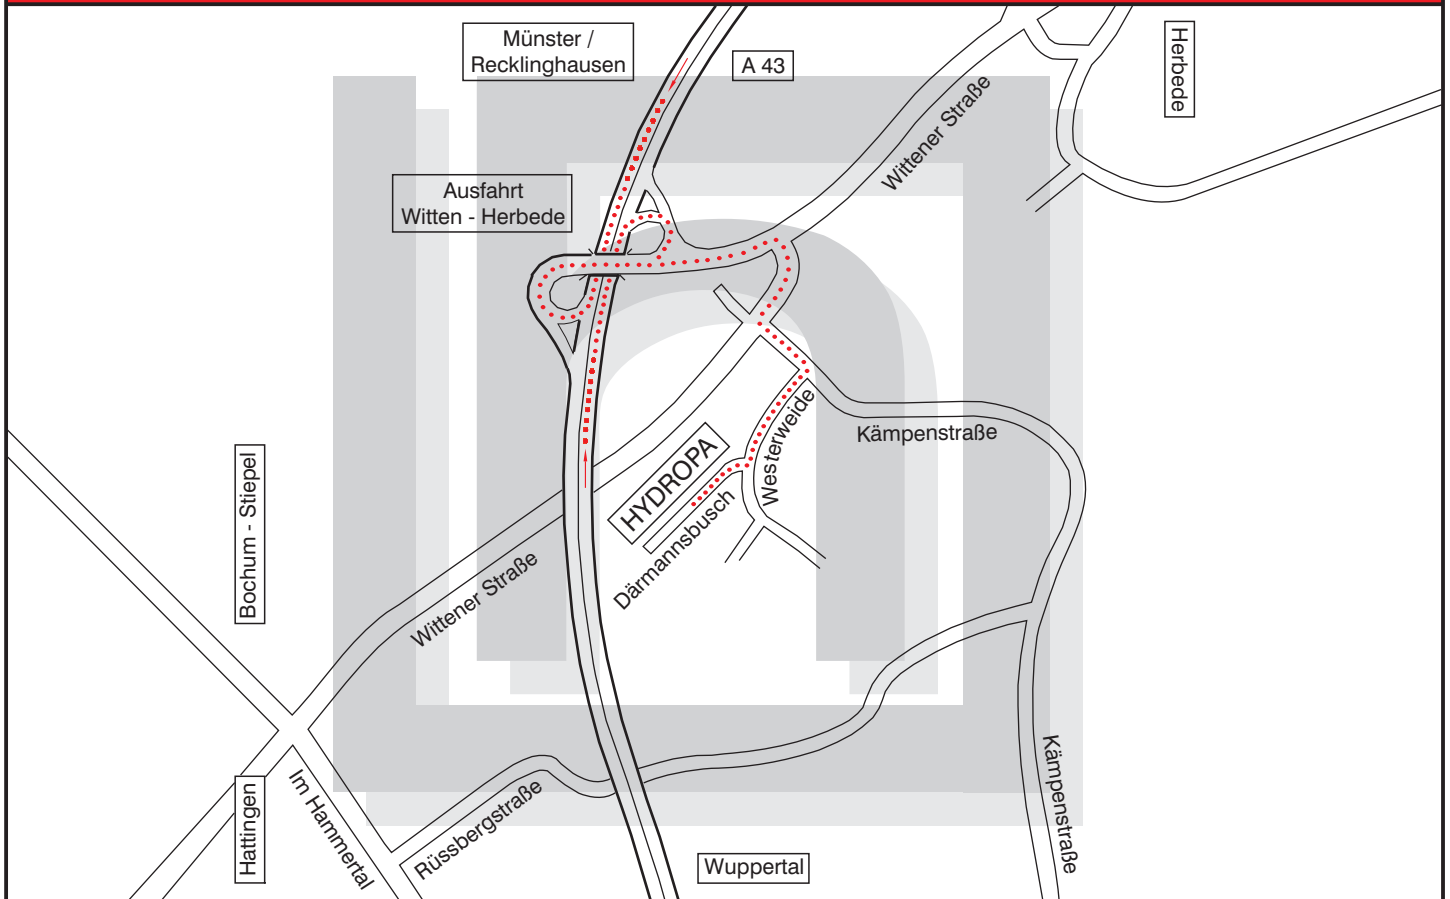 Münster /
Recklinghausen
A 43
Herbede
Wittener Straße
Ausfahrt
Witten - Herbede
Westerweide
Kämpenstraße
HYDROPA
Därmannsbusch
Bochum - Stiepel
Wittener Straße
Kämpenstraße
Hattingen
Im Hammertal
Rüssbergstraße
Wuppertal